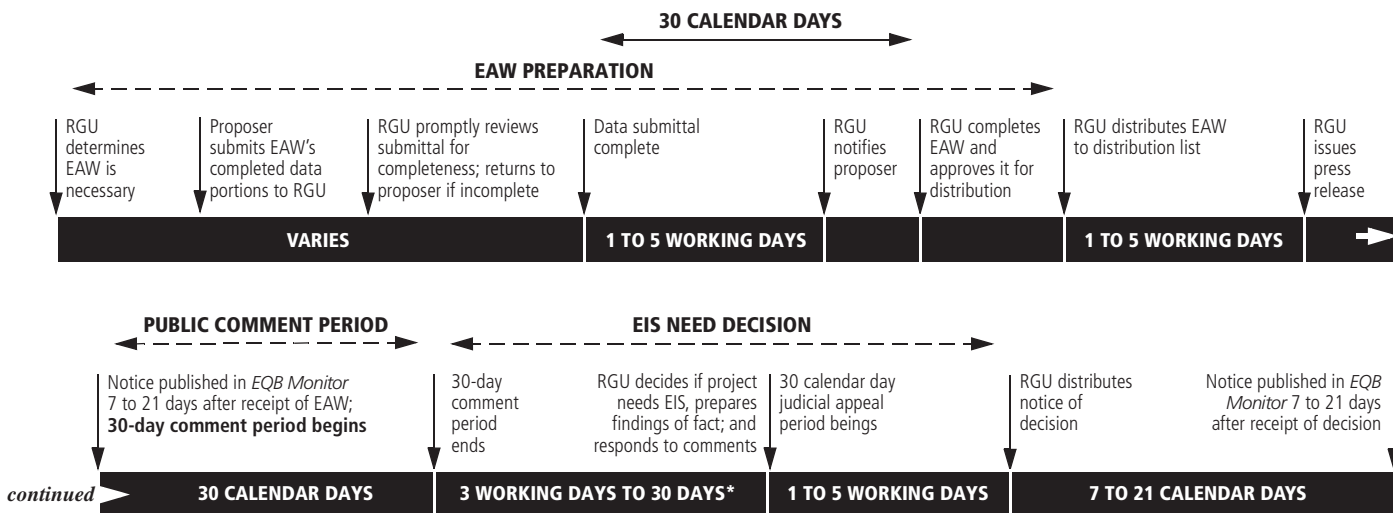 30 CALENDAR DAYS
EAW PREPARATION
RGU
determines
EAW is
necessary
Proposer
submits EAW's
completed data
portions to RGU
RGU promptly reviews
submittal for
completeness; returns to
proposer if incomplete
Data submittal
complete
RGU
notifies
proposer
RGU completes
EAW and
approves it for
distribution
RGU distributes EAW
to distribution list
RGU
issues
press
release
VARIES
1 TO 5 WORKING DAYS
1 TO 5 WORKING DAYS
PUBLIC COMMENT PERIOD
EIS NEED DECISION
Notice published in EQB Monitor
7 to 21 days after receipt of EAW;
30-day comment period begins
30-day
comment
period
ends
RGU decides if project
needs EIS, prepares
findings of fact; and
responds to comments
30 calendar day
judicial appeal
period beings
RGU distributes
notice of
decision
Notice published in EQB
Monitor 7 to 21 days
after receipt of decision
continued
30 CALENDAR DAYS
3 WORKING DAYS TO 30 DAYS*
1 TO 5 WORKING DAYS
7 TO 21 CALENDAR DAYS